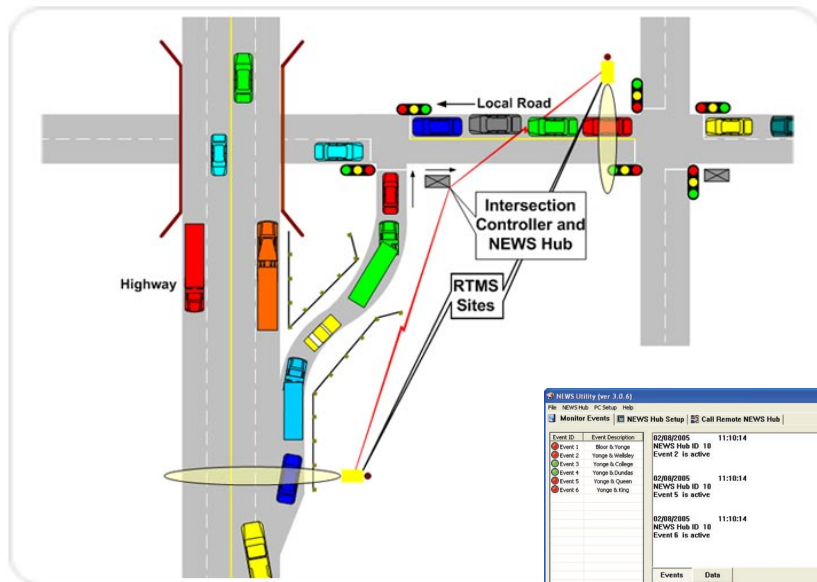 Local Road
Intersection
Controller and
NEWS Hub
RTMS
Sites
Highway
NEWS Utility (ver 3.0.6)
File NEWS Hub PC Setup Help
Monitor Events NEWS Hub Setup Call Remote NEWS Hub
Event ID Event Description
Event 1 Bloor & Yonge
Event 2 Yonge & Wellsley
Event 3 Yonge & College
Event 4 Yonge & Dundas
Event 5 Yonge & Queen
Event 6 Yonge & King
02/08/2005 11:10:14
NEWS Hub ID 10
Event 2 is active
02/08/2005 11:10:14
NEWS Hub ID 10
Event 5 is active
02/08/2005 11:10:14
NEWS Hub ID 10
Event 6 is active
Events Data